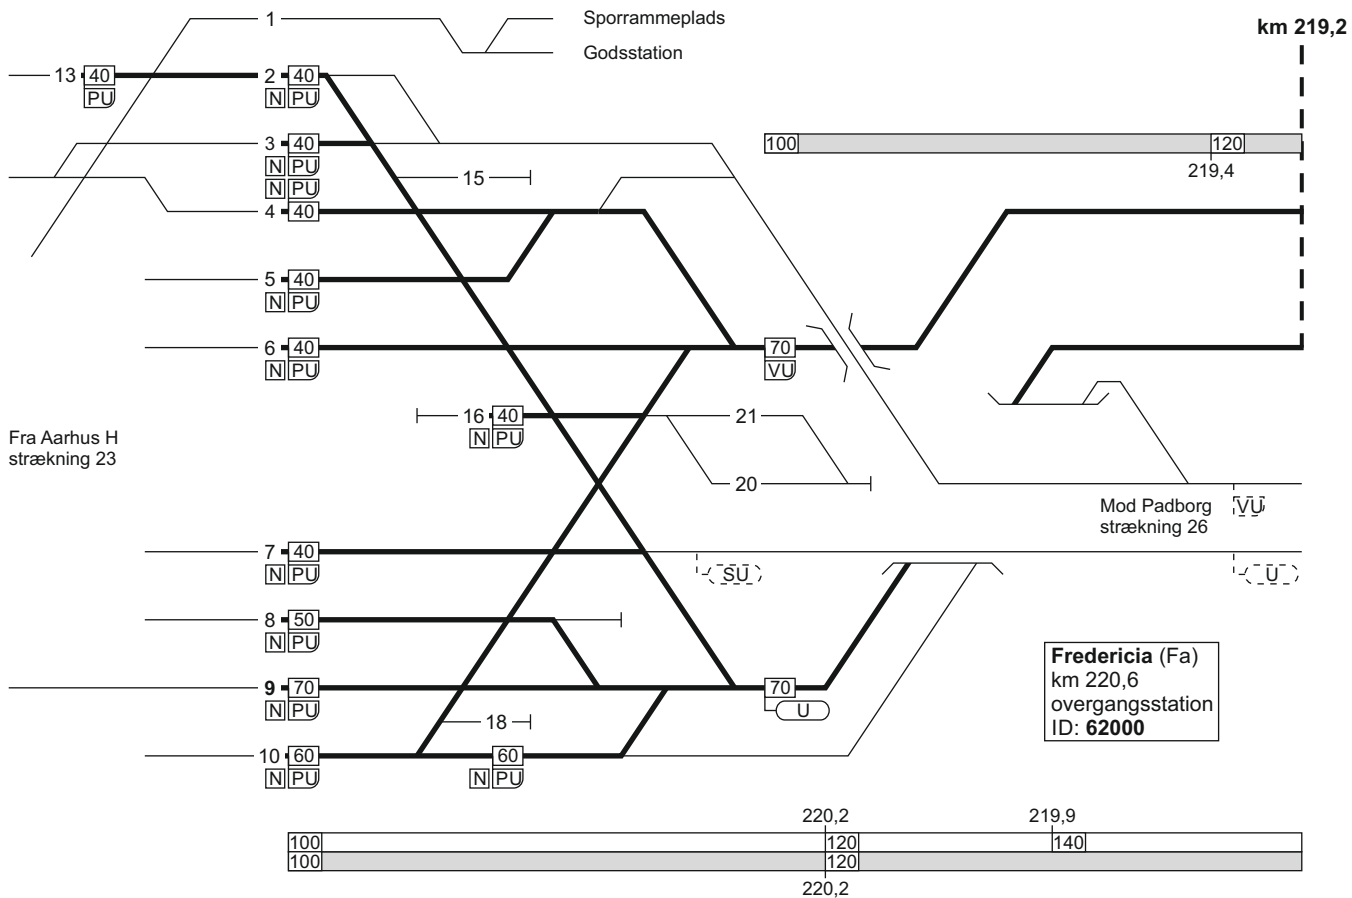 1
Sporrammeplads
Godsstation
km 219,2
13 40
PU
2 40
N PU
3 40
N PU
100
120
219,4
15
N PU
4 40
5 40
N PU
6 40
N PU
70
VU
16 40
N PU
21
20
Fra Aarhus H
strækning 23
Mod Padborg
strækning 26
VU
7 40
N PU
SU
U
8 50
N PU
9 70
N PU
70
U
18
10 60
N PU
60
N PU
Fredericia (Fa)
km 220,6
overgangsstation
ID: 62000
220,2
219,9
100
120
140
100
120
220,2